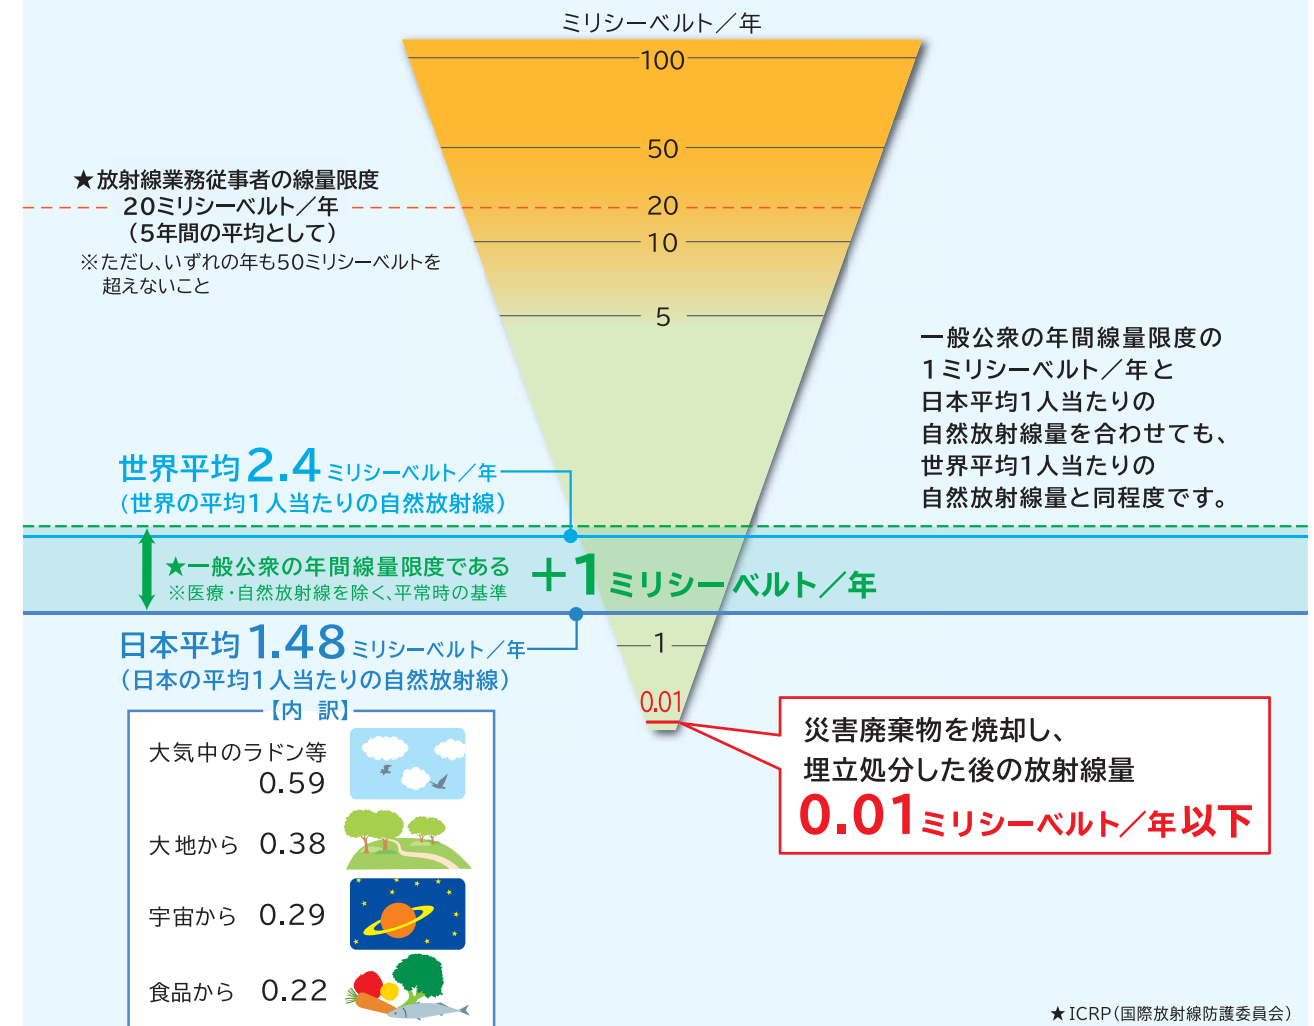 ミリシーベルト／年
100
50
20
10
5
1
0.01
★放射線業務従事者の線量限度
20ミリシーベルト／年
（5年間の平均として）
※ただし、いずれの年も50ミリシーベルトを
超えないこと
一般公衆の年間線量限度の
1ミリシーベルト／年と
日本平均1人当たりの
自然放射線量を合わせても、
世界平均1人当たりの
自然放射線量と同程度です。
世界平均2.4ミリシーベルト／年
（世界の平均1人当たりの自然放射線）
★一般公衆の年間線量限度である
※医療・自然放射線を除く、平常時の基準
+1ミリシーベルト／年
日本平均1.48ミリシーベルト／年
（日本の平均1人当たりの自然放射線）
【内 訳】
大気中のラドン等
0.59
大地から 0.38
宇宙から 0.29
食品から 0.22
災害廃棄物を焼却し、
埋立処分した後の放射線量
0.01ミリシーベルト／年以下
★ICRP（国際放射線防護委員会）